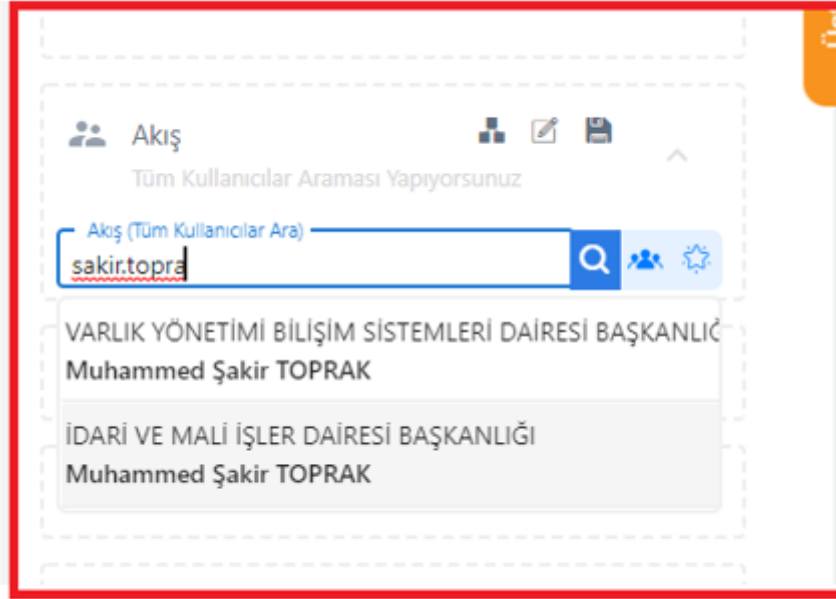 Akış
Tüm Kullanıcılar Araması Yapıyorsunuz
Akış (Tüm Kullanıcılar Ara)
sakir.topra
VARLIK YÖNETİMİ BİLİŞİM SİSTEMLERİ DAİRESİ BAŞKANLIĞ
Muhammed Şakir TOPRAK
İDARİ VE MALİ İŞLER DAİRESİ BAŞKANLIĞI
Muhammed Şakir TOPRAK